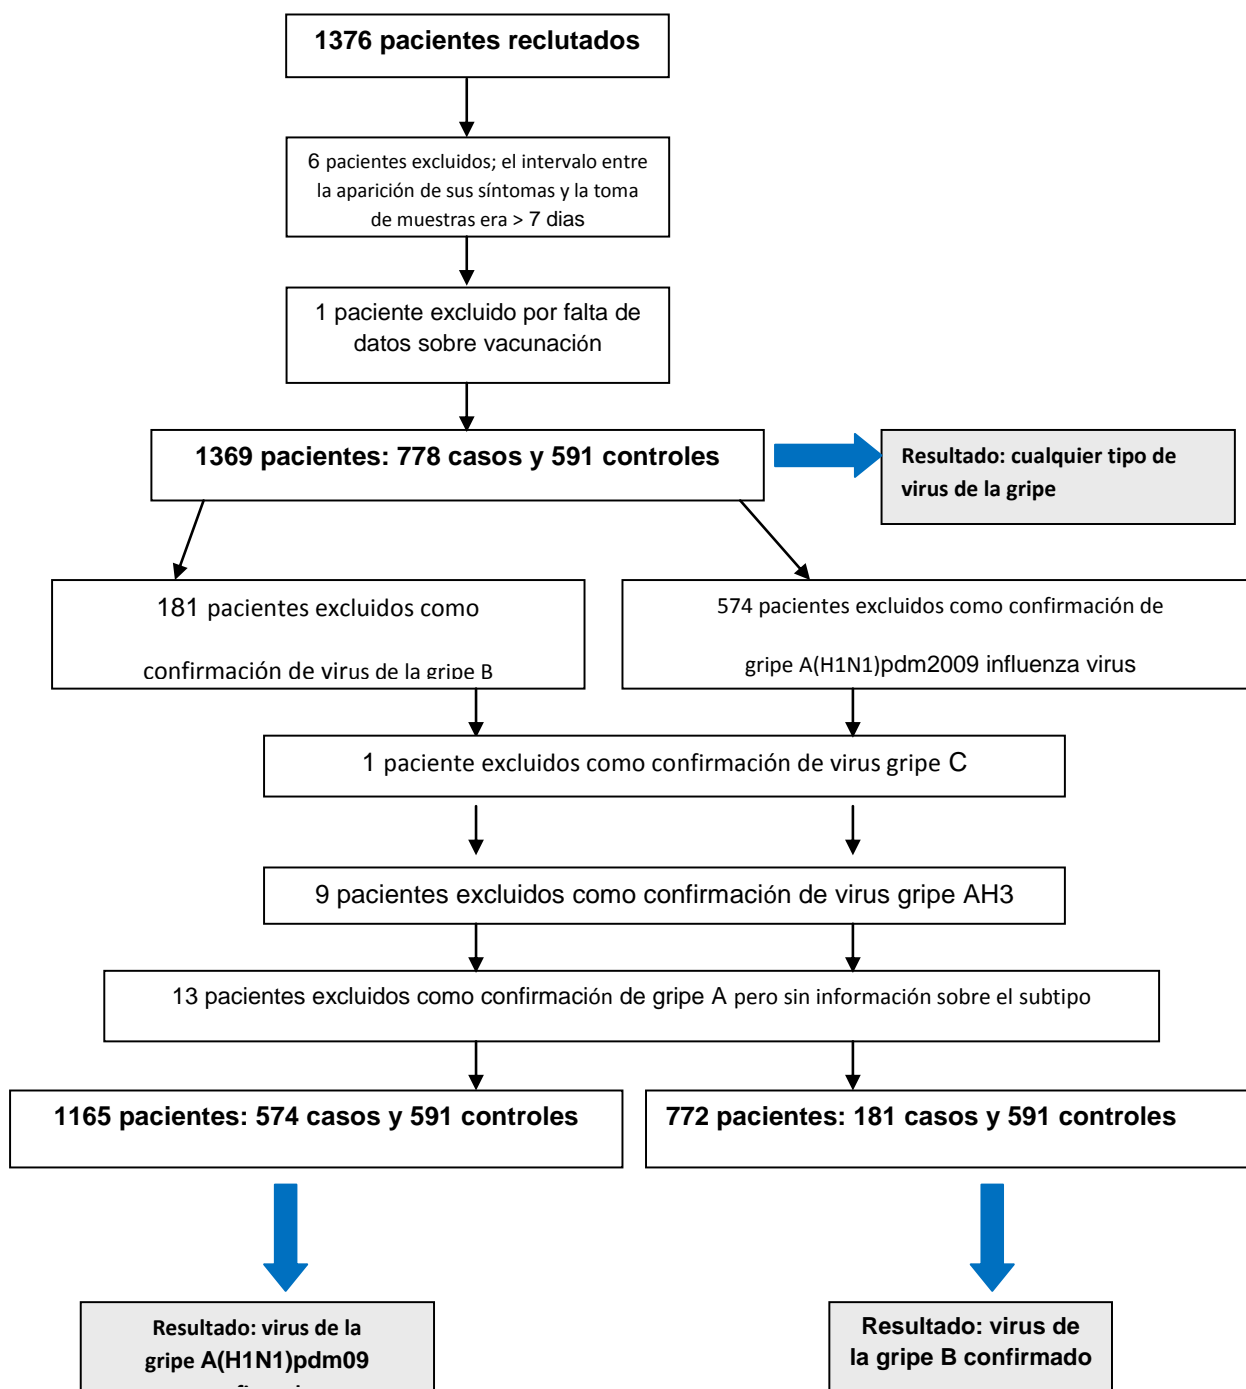 1376 pacientes reclutados
6 pacientes excluidos; el intervalo entre
la aparición de sus síntomas y la toma
de muestras era > 7 dias
1 paciente excluido por falta de
datos sobre vacunación
1369 pacientes: 778 casos y 591 controles
Resultado: cualquier tipo de
virus de la gripe
181 pacientes excluidos como
confirmación de virus de la gripe B
574 pacientes excluidos como confirmación de
gripe A(H1N1)pdm2009 influenza virus
1 paciente excluidos como confirmación de virus gripe C
9 pacientes excluidos como confirmación de virus gripe AH3
13 pacientes excluidos como confirmación de gripe A pero sin información sobre el subtipo
1165 pacientes: 574 casos y 591 controles
772 pacientes: 181 casos y 591 controles
Resultado: virus de la
gripe A(H1N1)pdm09
Resultado: virus de
la gripe B confirmado